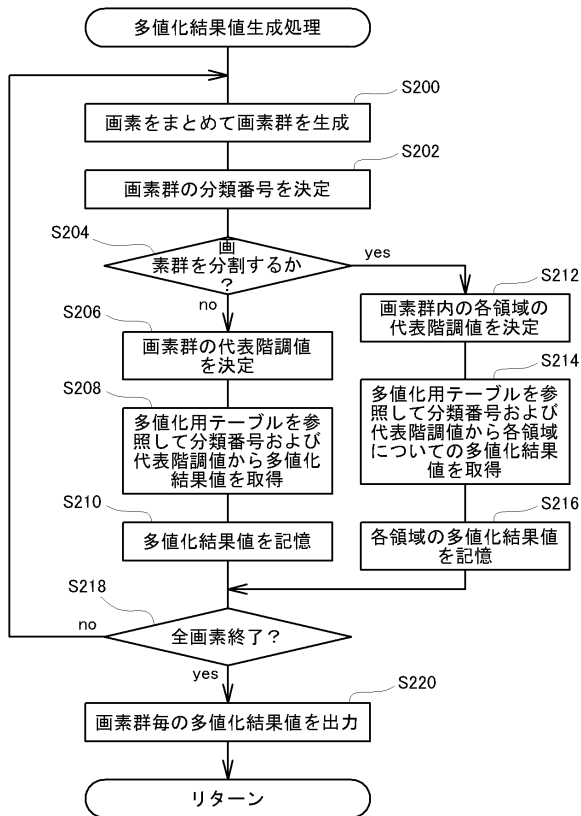 多値化結果値生成処理
S200
画素をまとめて画素群を生成
S202
画素群の分類番号を決定
S204
画
素群を分割するか
?
yes
no
S206
画素群の代表階調値
を決定
S208
多値化用テーブルを参
照して分類番号および
代表階調値から多値化
結果値を取得
S210
多値化結果値を記憶
S212
画素群内の各領域の
代表階調値を決定
S214
多値化用テーブルを参
照して分類番号および
代表階調値から各領域
についての多値化結果
値を取得
S216
各領域の多値化結果値
を記憶
S218
全画素終了?
no
yes
S220
画素群毎の多値化結果値を出力
リターン